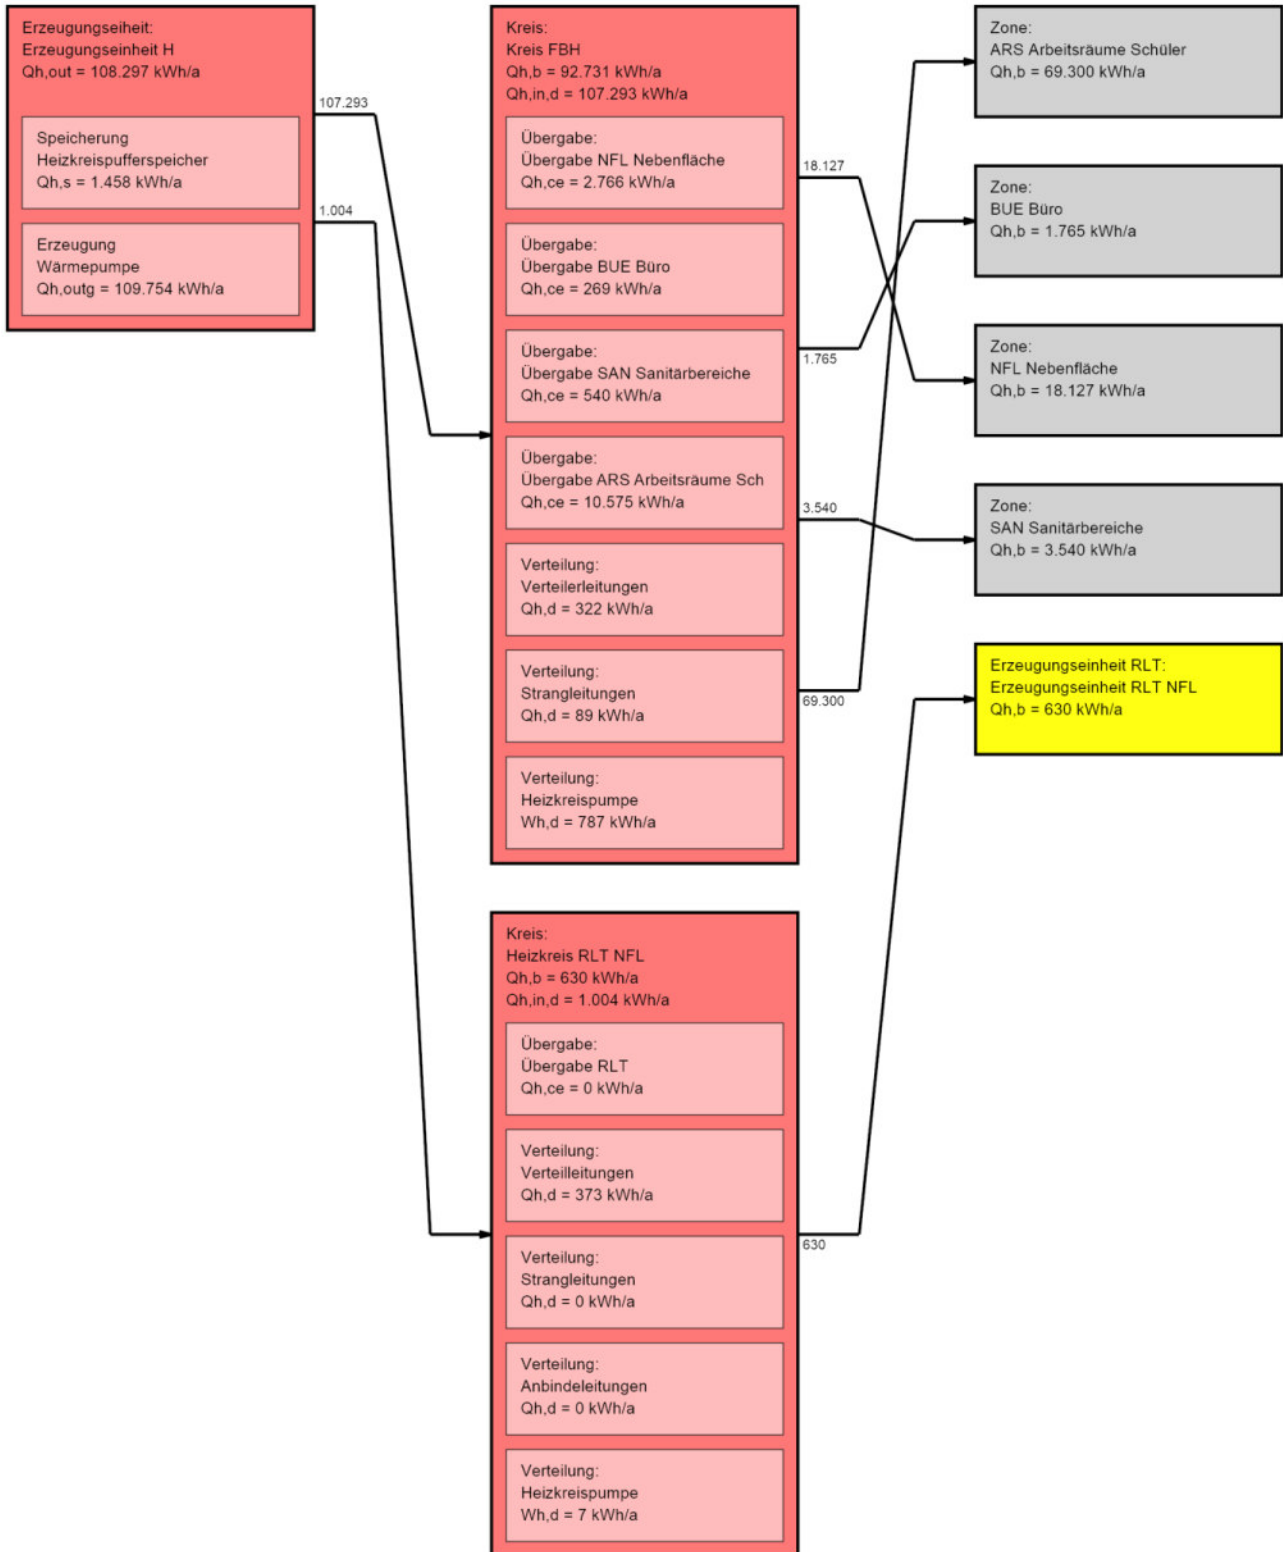 Erzeugungseiheit:
Erzeugungseinheit H
Qh,out = 108.297 kWh/a
Speicherung
Heizkreispufferspeicher
Qh,s = 1.458 kWh/a
Erzeugung
Wärmepumpe
Qh,outg = 109.754 kWh/a
107.293
1.004
Kreis:
Kreis FBH
Qh,b = 92.731 kWh/a
Qh,in,d = 107.293 kWh/a
Übergabe:
Übergabe NFL Nebenfläche
Qh,ce = 2.766 kWh/a
Übergabe:
Übergabe BUE Büro
Qh,ce = 269 kWh/a
Übergabe:
Übergabe SAN Sanitärbereiche
Qh,ce = 540 kWh/a
Übergabe:
Übergabe ARS Arbeitsräume Sch
Qh,ce = 10.575 kWh/a
Verteilung:
Verteilerleitungen
Qh,d = 322 kWh/a
Verteilung:
Strangleitungen
Qh,d = 89 kWh/a
Verteilung:
Heizkreispumpe
Wh,d = 787 kWh/a
18.127
1.765
3.540
69.300
Kreis:
Heizkreis RLT NFL
Qh,b = 630 kWh/a
Qh,in,d = 1.004 kWh/a
Übergabe:
Übergabe RLT
Qh,ce = 0 kWh/a
Verteilung:
Verteilleitungen
Qh,d = 373 kWh/a
Verteilung:
Strangleitungen
Qh,d = 0 kWh/a
Verteilung:
Anbindeleitungen
Qh,d = 0 kWh/a
Verteilung:
Heizkreispumpe
Wh,d = 7 kWh/a
630
Zone:
ARS Arbeitsräume Schüler
Qh,b = 69.300 kWh/a
Zone:
BUE Büro
Qh,b = 1.765 kWh/a
Zone:
NFL Nebenfläche
Qh,b = 18.127 kWh/a
Zone:
SAN Sanitärbereiche
Qh,b = 3.540 kWh/a
Erzeugungseinheit RLT:
Erzeugungseinheit RLT NFL
Qh,b = 630 kWh/a